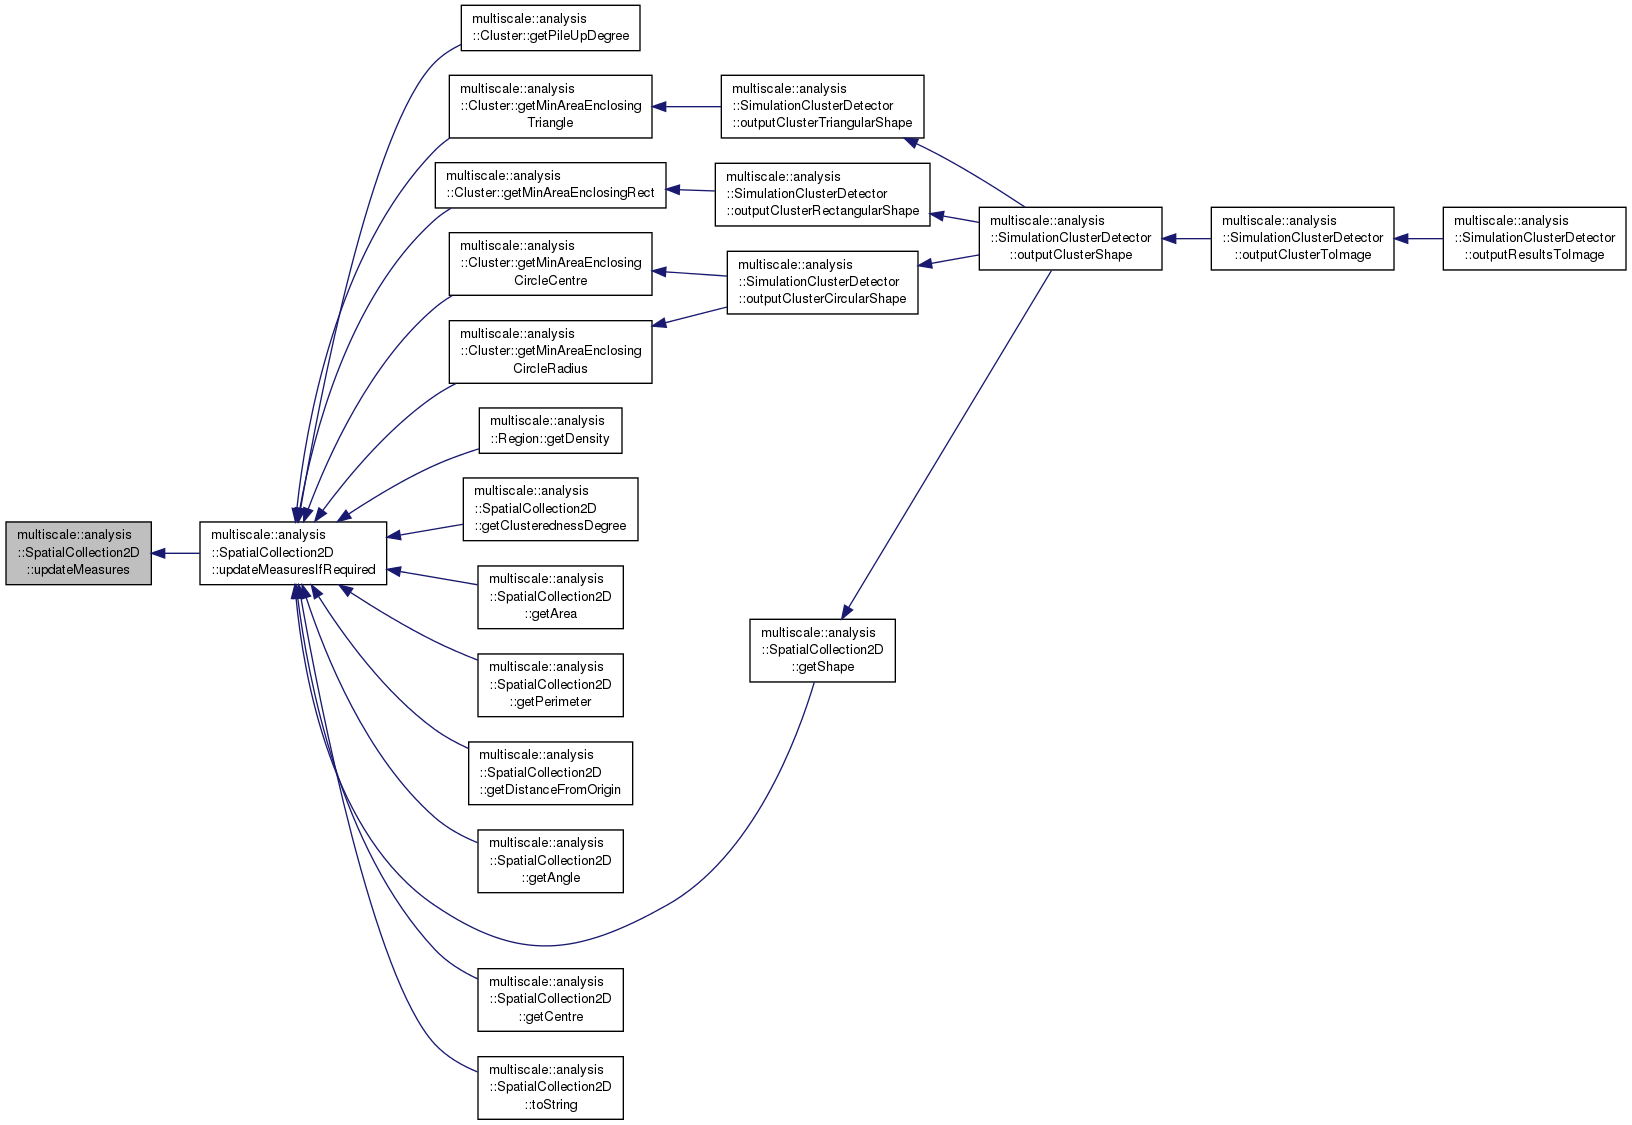 multiscale::analysis
::Cluster::getPileUpDegree
multiscale::analysis
::Cluster::getMinAreaEnclosing
Triangle
multiscale::analysis
::SimulationClusterDetector
::outputClusterTriangularShape
multiscale::analysis
::Cluster::getMinAreaEnclosingRect
multiscale::analysis
::SimulationClusterDetector
::outputClusterRectangularShape
multiscale::analysis
::SimulationClusterDetector
::outputClusterShape
multiscale::analysis
::SimulationClusterDetector
::outputClusterToImage
multiscale::analysis
::SimulationClusterDetector
::outputResultsToImage
multiscale::analysis
::Cluster::getMinAreaEnclosing
CircleCentre
multiscale::analysis
::SimulationClusterDetector
::outputClusterCircularShape
multiscale::analysis
::Cluster::getMinAreaEnclosing
CircleRadius
multiscale::analysis
::Region::getDensity
multiscale::analysis
::SpatialCollection2D
::getClusterednessDegree
multiscale::analysis
::SpatialCollection2D
::updateMeasures
multiscale::analysis
::SpatialCollection2D
::updateMeasuresIfRequired
multiscale::analysis
::SpatialCollection2D
::getArea
multiscale::analysis
::SpatialCollection2D
::getShape
multiscale::analysis
::SpatialCollection2D
::getPerimeter
multiscale::analysis
::SpatialCollection2D
::getDistanceFromOrigin
multiscale::analysis
::SpatialCollection2D
::getAngle
multiscale::analysis
::SpatialCollection2D
::getCentre
multiscale::analysis
::SpatialCollection2D
::toString